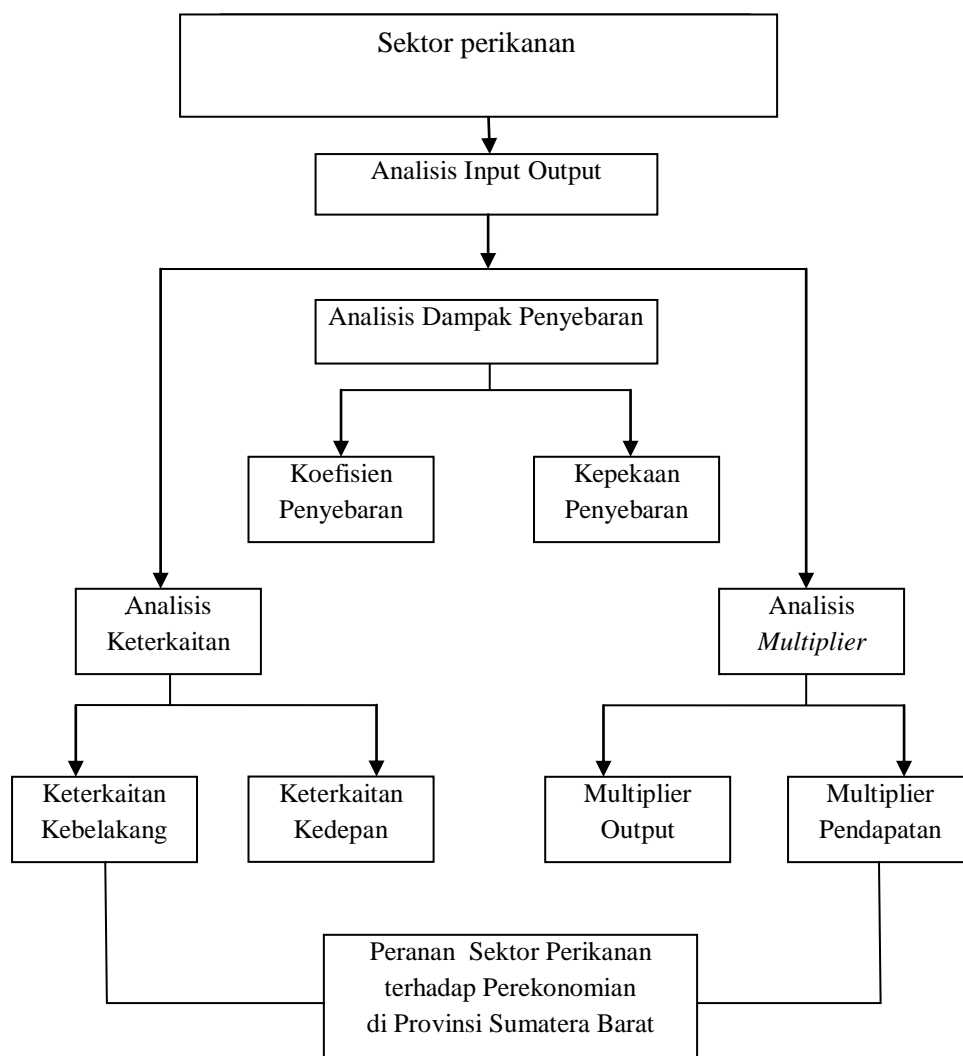 Sektor perikanan
Analisis Input Output
Analisis Dampak Penyebaran
Koefisien
Penyebaran
Kepekaan
Penyebaran
Analisis
Keterkaitan
Analisis
Multiplier
Keterkaitan
Kebelakang
Keterkaitan
Kedepan
Multiplier
Output
Multiplier
Pendapatan
Peranan Sektor Perikanan
terhadap Perekonomian
di Provinsi Sumatera Barat